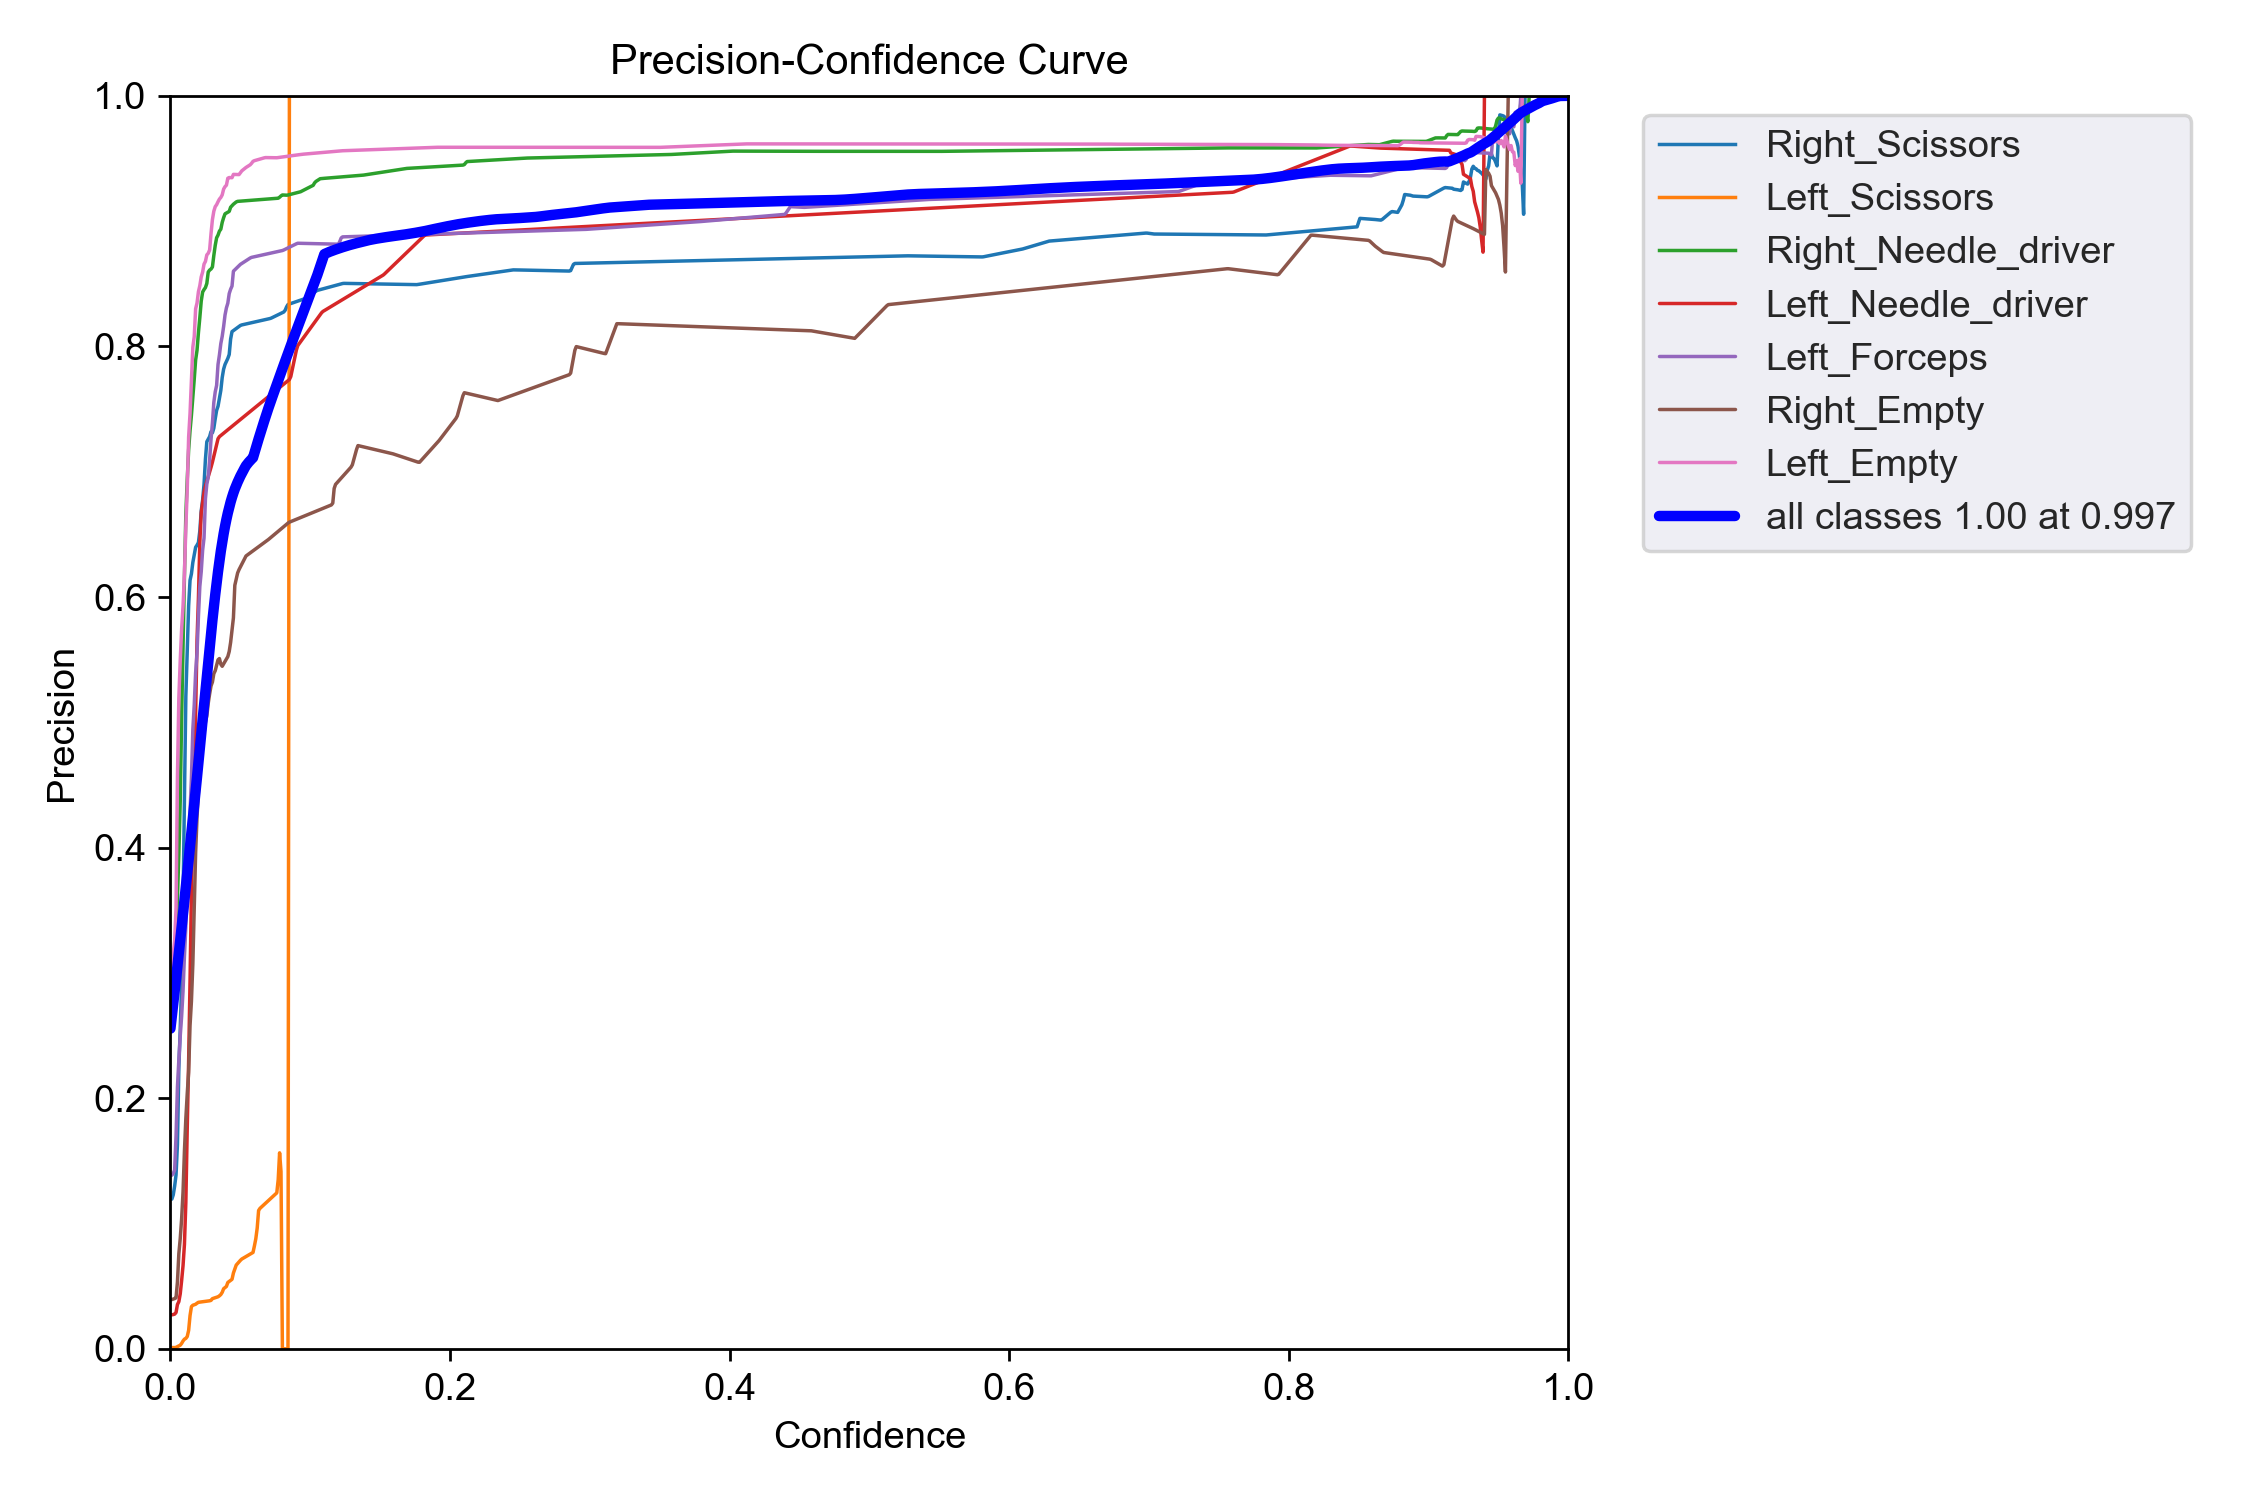 Precision-Confidence Curve
1.0
0.8
0.6
0.4
0.2
0.0
Precision
0.0 0.2 0.4 0.6 0.8 1.0
Confidence
Right_Scissors
Left_Scissors
Right_Needle_driver
Left_Needle_driver
Left_Forceps
Right_Empty
Left_Empty
all classes 1.00 at 0.997